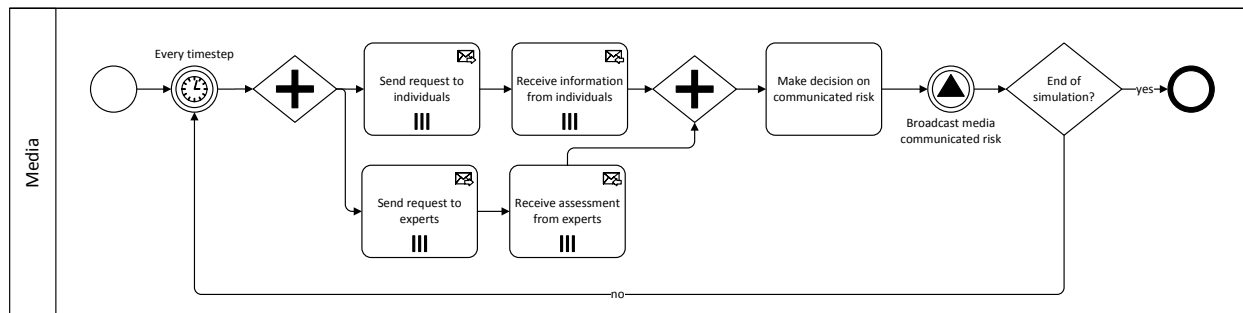 Media
Every timestep
Send request to
individuals
Receive information
from individuals
Make decision on
communicated risk
Broadcast media
communicated risk
End of
simulation?
yes
Send request to
experts
Receive assessment
from experts
no